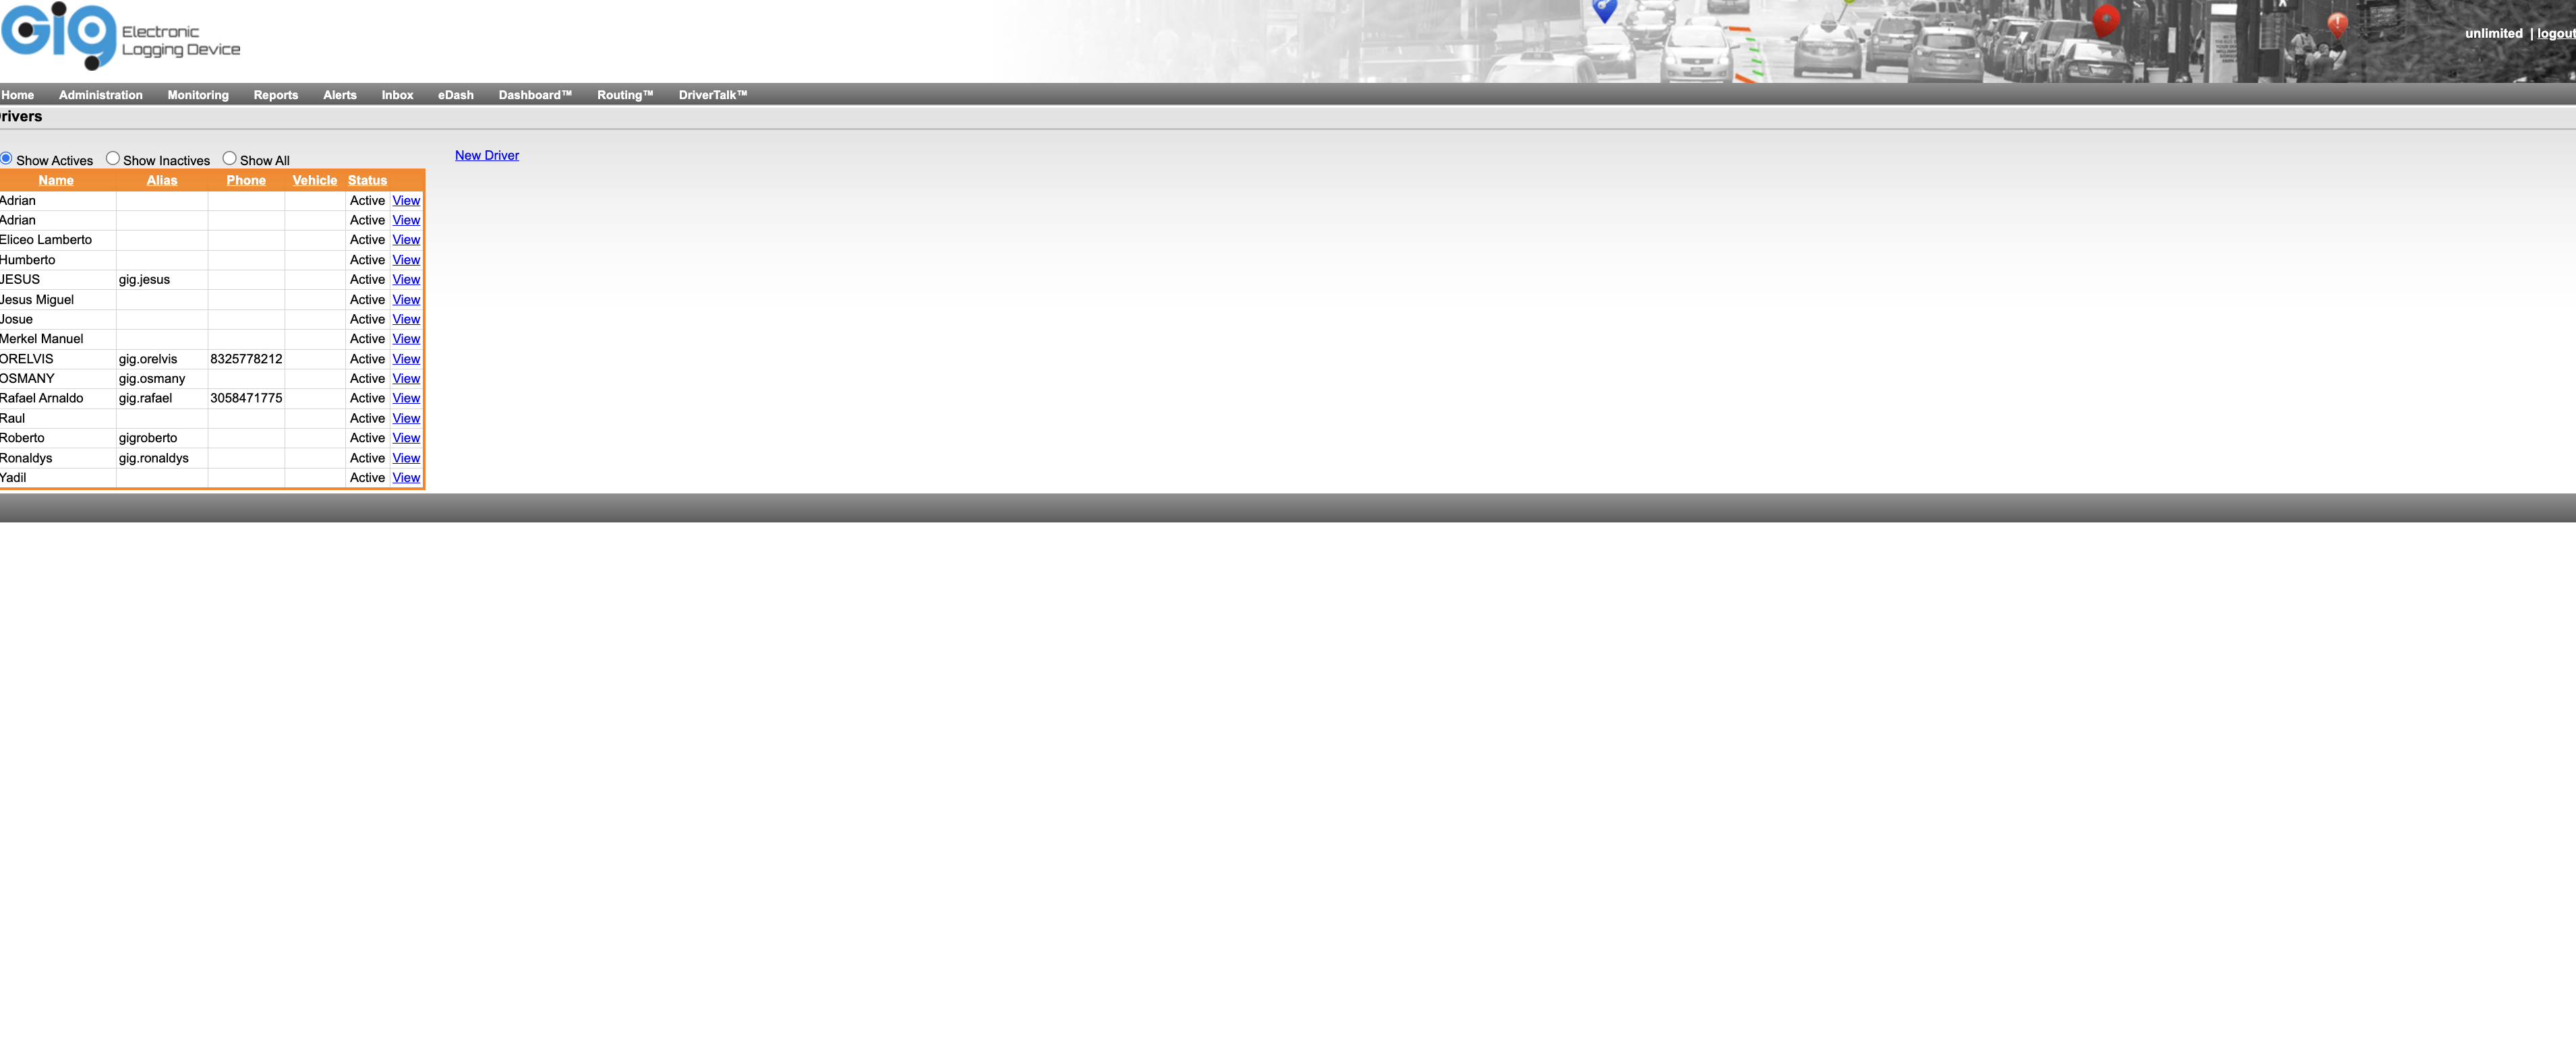 gig Electronic
Logging Device
unlimited | logout
Home Administration Monitoring Reports Alerts Inbox eDash Dashboard™ Routing™ DriverTalk™
rivers
Show Actives Show Inactives Show All New Driver
Name Alias Phone Vehicle Status
Adrian Active View
Adrian Active View
Eliceo Lamberto Active View
Humberto Active View
JESUS gig.jesus Active View
Jesus Miguel Active View
Josue Active View
Merkel Manuel Active View
ORELVIS gig.orelvis 8325778212 Active View
OSMANY gig.osmany Active View
Rafael Arnaldo gig.rafael 3058471775 Active View
Raul Active View
Roberto gigroberto Active View
Ronaldys gig.ronaldys Active View
Yadil Active View